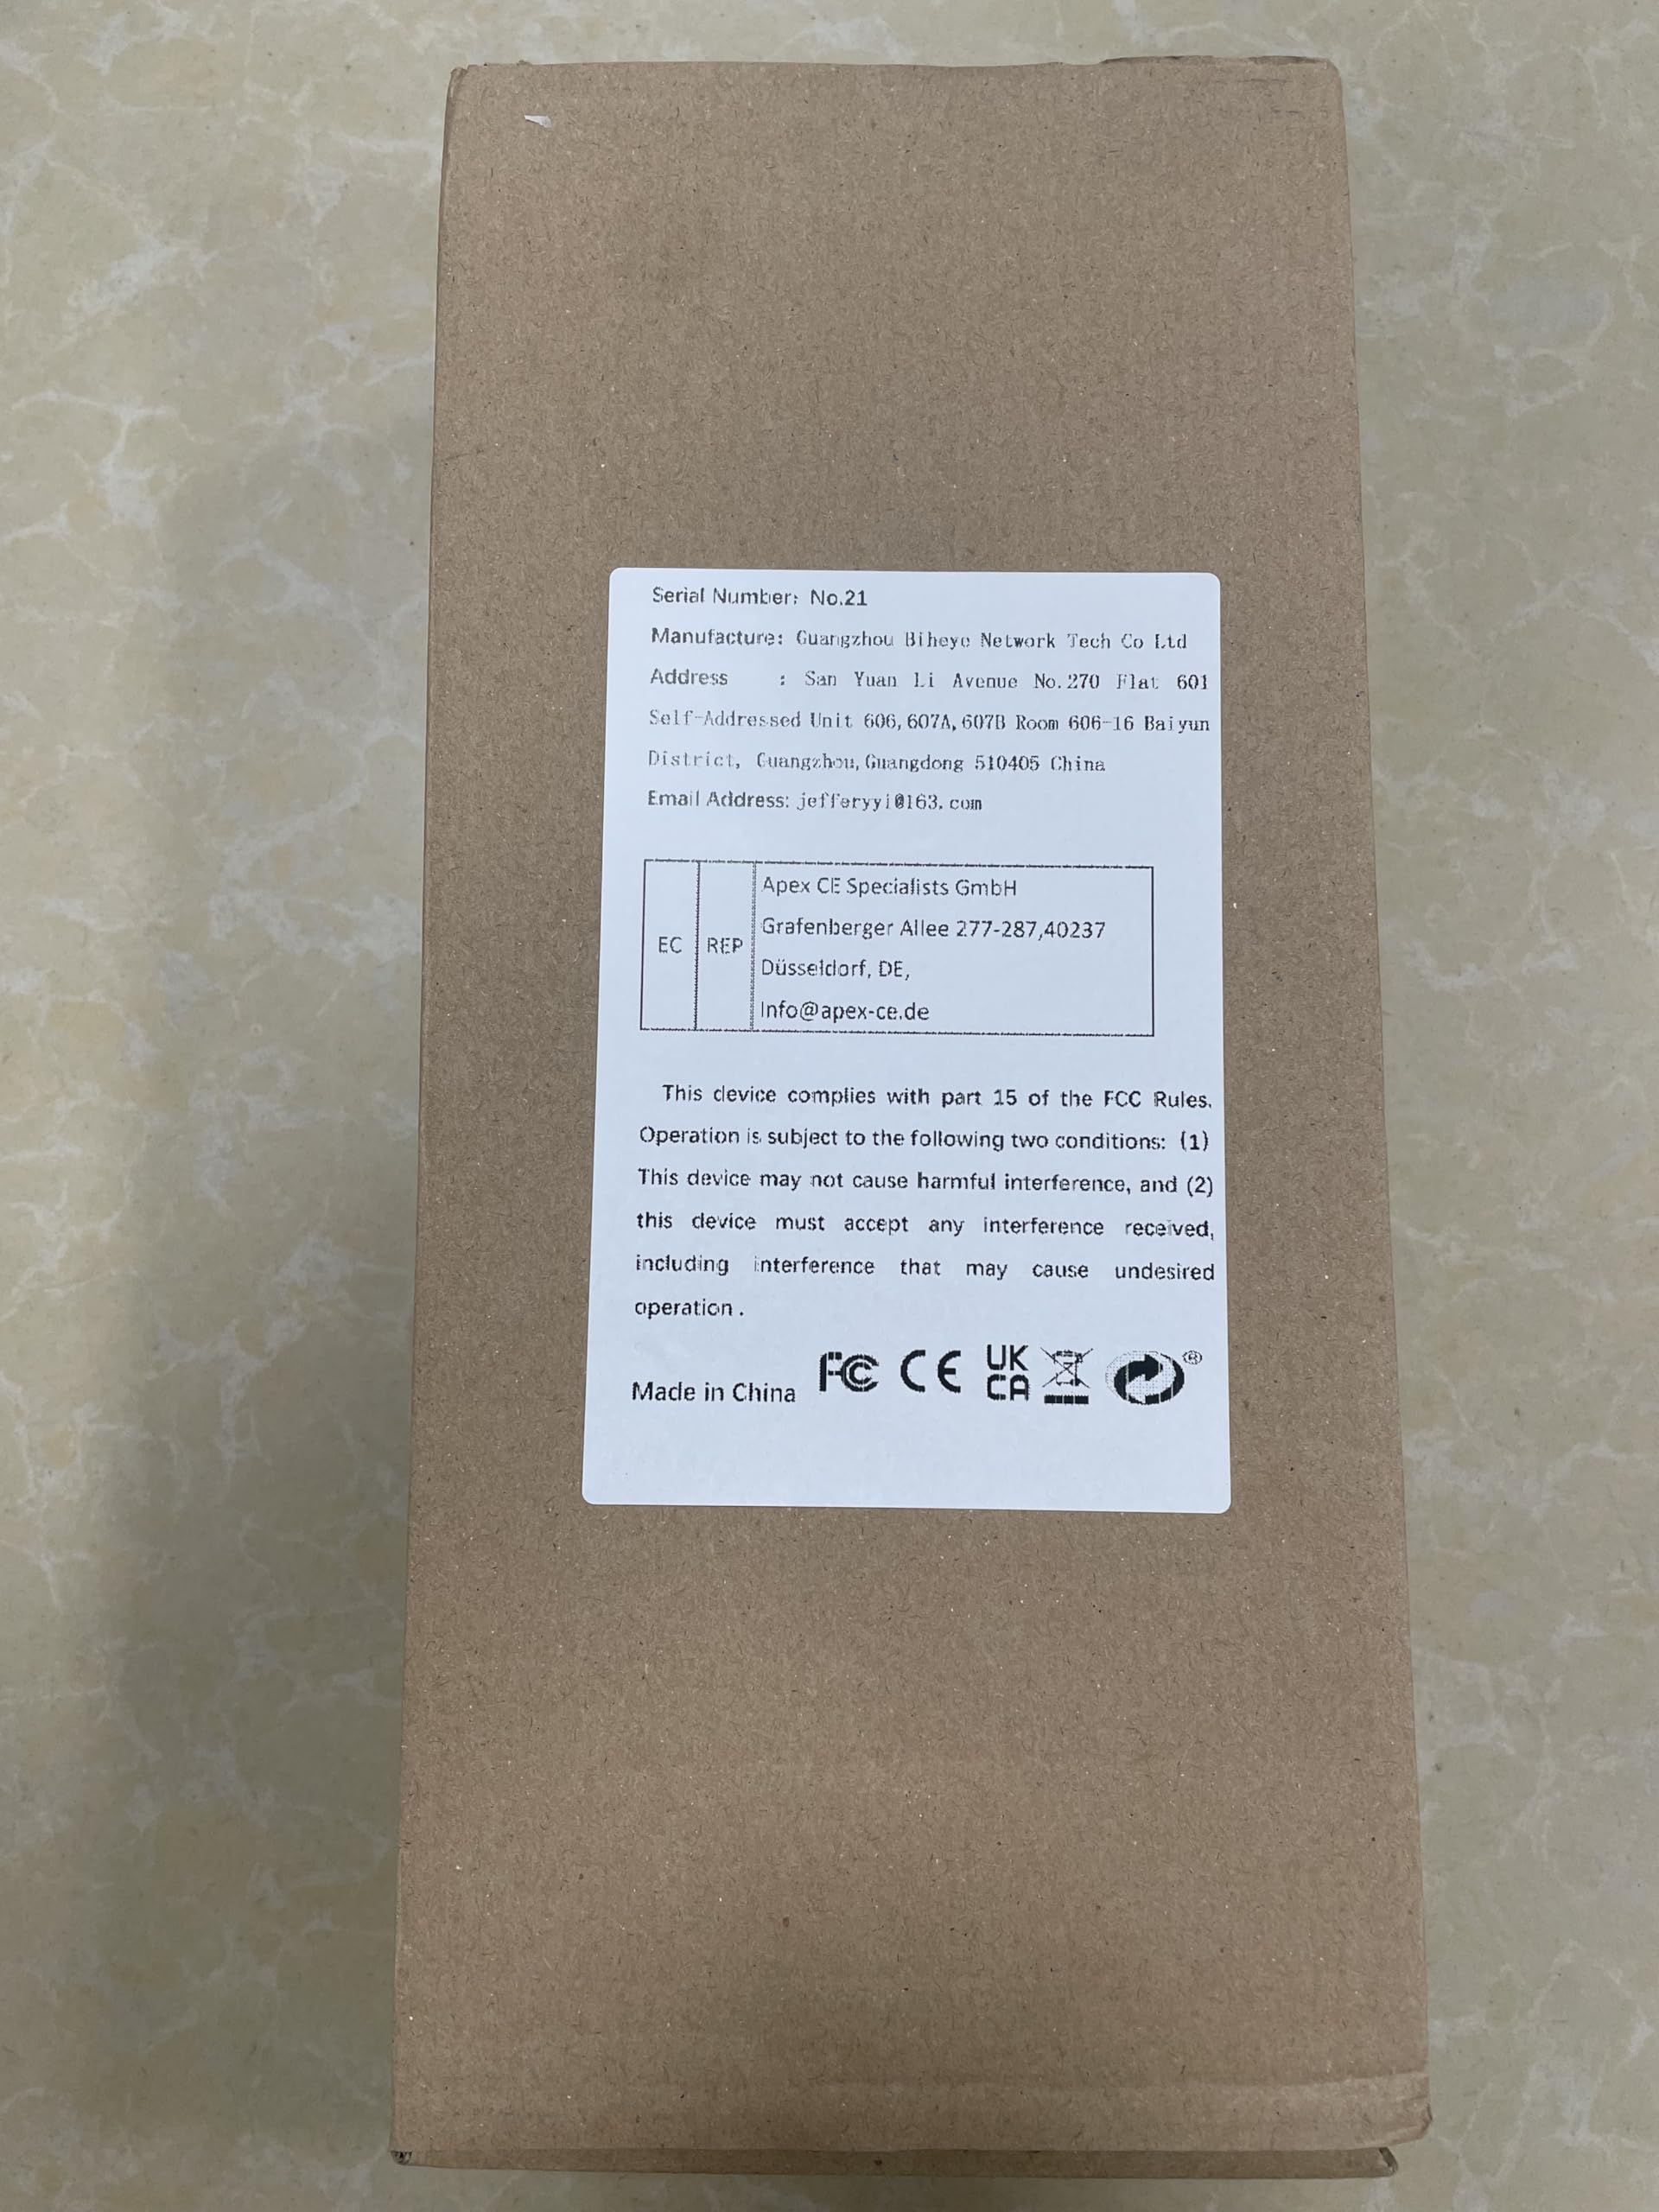 Serial Number: No.21
Manufacture: Guangzhou Biheye Network Tech Co Ltd
Address : San Yuan Li Avenue No.270 Flat 601
Self-Addressed Unit 606,607A,607B Room 606-16 Baiyun
District, Guangzhou,Guangdong 510405 China
Email Address: jefferyyi@163.com
EC REP
Apex CE Specialists GmbH
Grafenberger Allee 277-287,40237
Düsseldorf, DE,
Info@apex-ce.de
This device complies with part 15 of the FCC Rules.
Operation is subject to the following two conditions: (1)
This device may not cause harmful interference, and (2)
this device must accept any interference received,
including interference that may cause undesired
operation .
Made in China FC CE UK CA ®